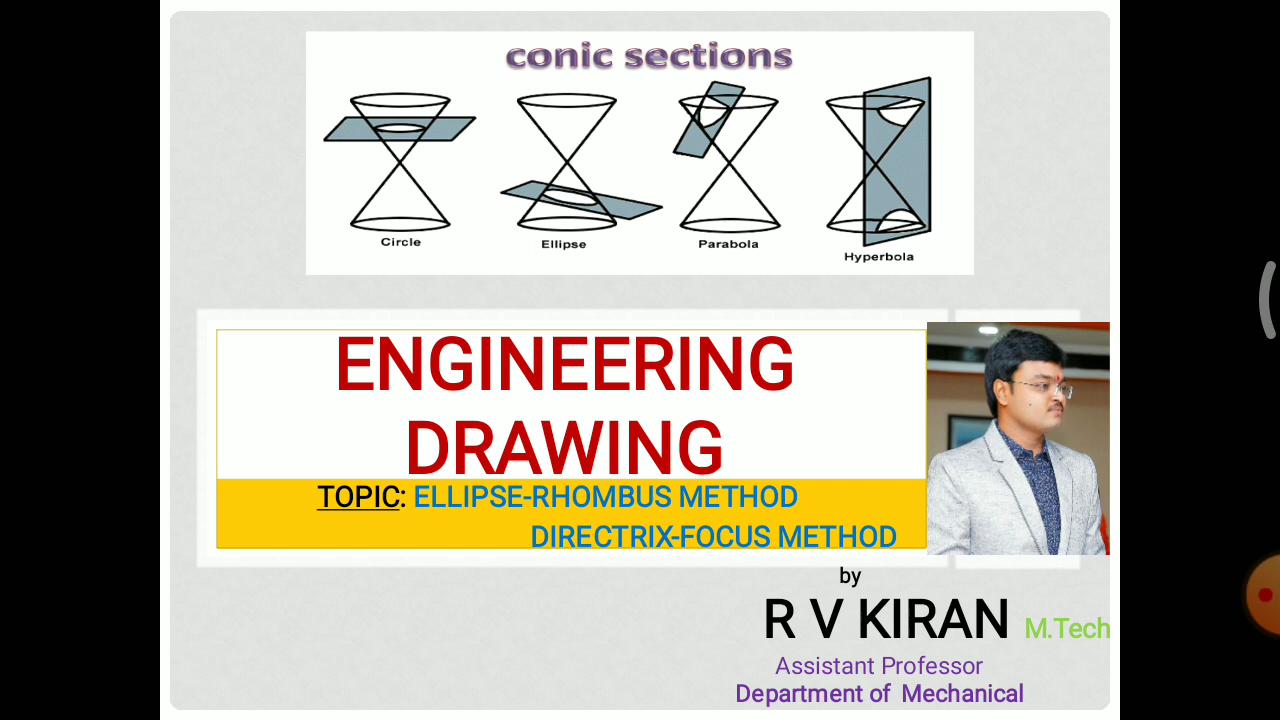 conic sections
Circle
Ellipse
Parabola
Hyperbola
ENGINEERING
DRAWING
TOPIC: ELLIPSE-RHOMBUS METHOD
DIRECTRIX-FOCUS METHOD
by
R V KIRAN M.Tech
Assistant Professor
Department of Mechanical